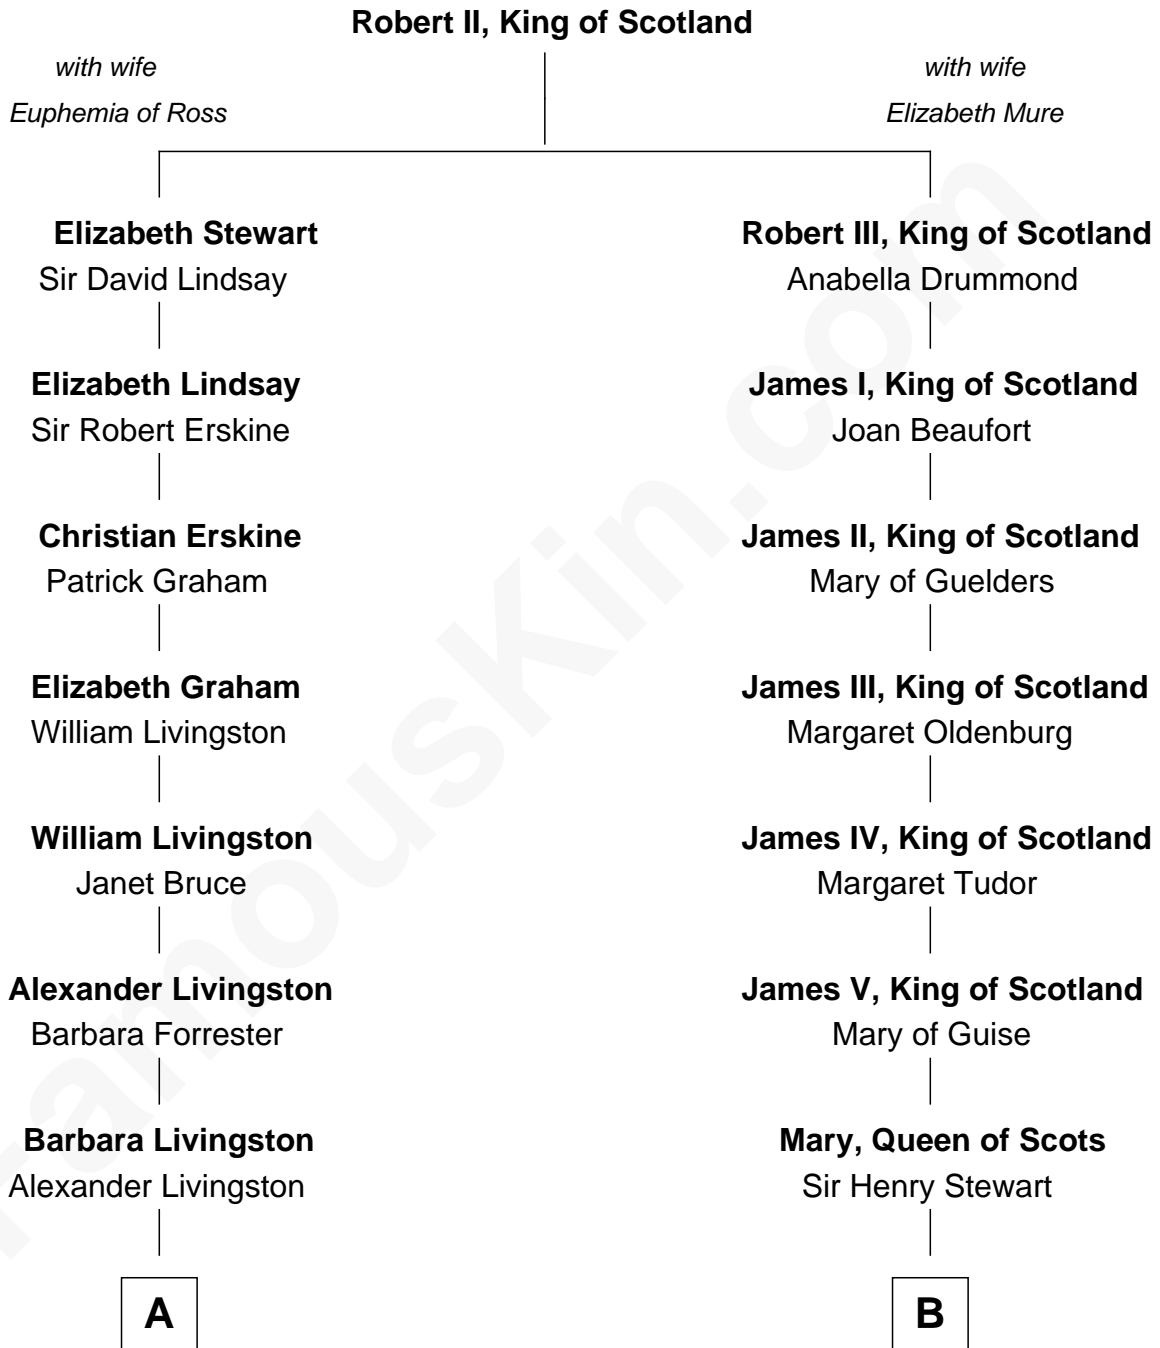 Robert II, King of Scotland
with wife
Euphemia of Ross
with wife
Elizabeth Mure
Elizabeth Stewart
Sir David Lindsay
Robert III, King of Scotland
Anabella Drummond
Elizabeth Lindsay
Sir Robert Erskine
James I, King of Scotland
Joan Beaufort
Christian Erskine
Patrick Graham
James II, King of Scotland
Mary of Guelders
Elizabeth Graham
William Livingston
James III, King of Scotland
Margaret Oldenburg
William Livingston
Janet Bruce
James IV, King of Scotland
Margaret Tudor
Alexander Livingston
Barbara Forrester
James V, King of Scotland
Mary of Guise
Barbara Livingston
Alexander Livingston
Mary, Queen of Scots
Sir Henry Stewart
A
B
FamousKin.com